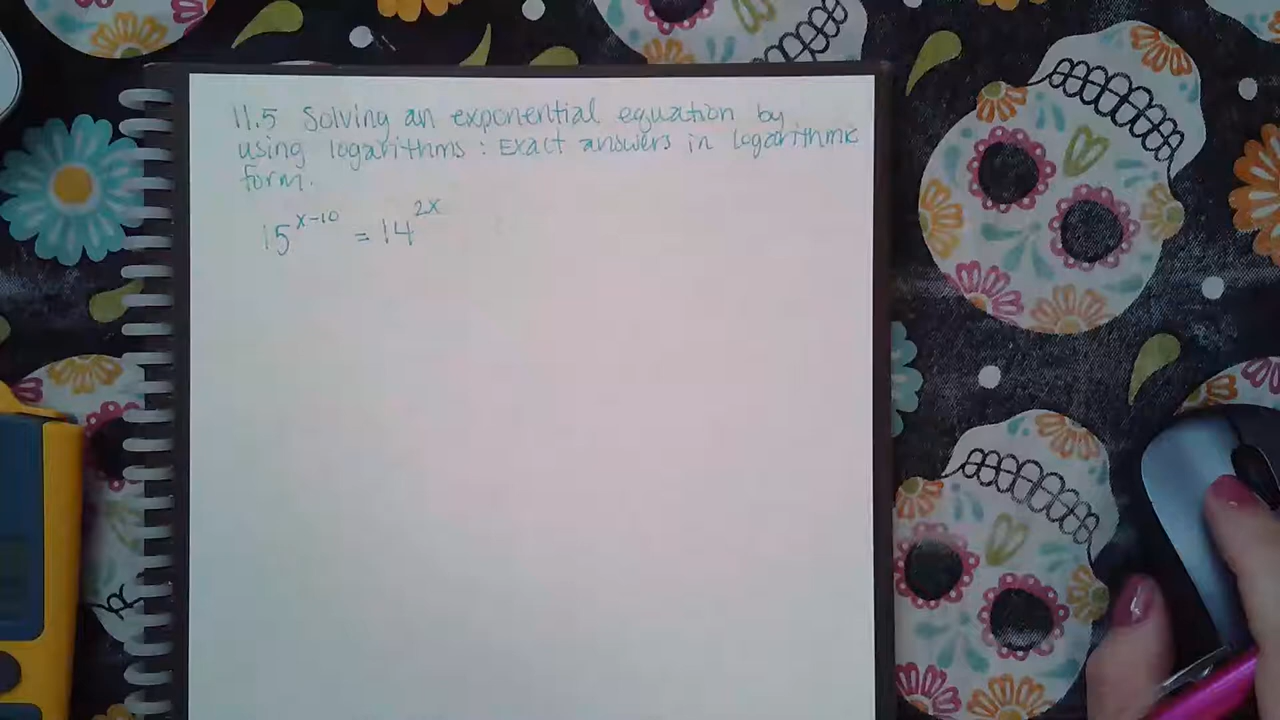 11.5 Solving an exponential equation by
using logarithms : Exact answers in logarithmic
form.
15^{x-10} = 14^{2x}